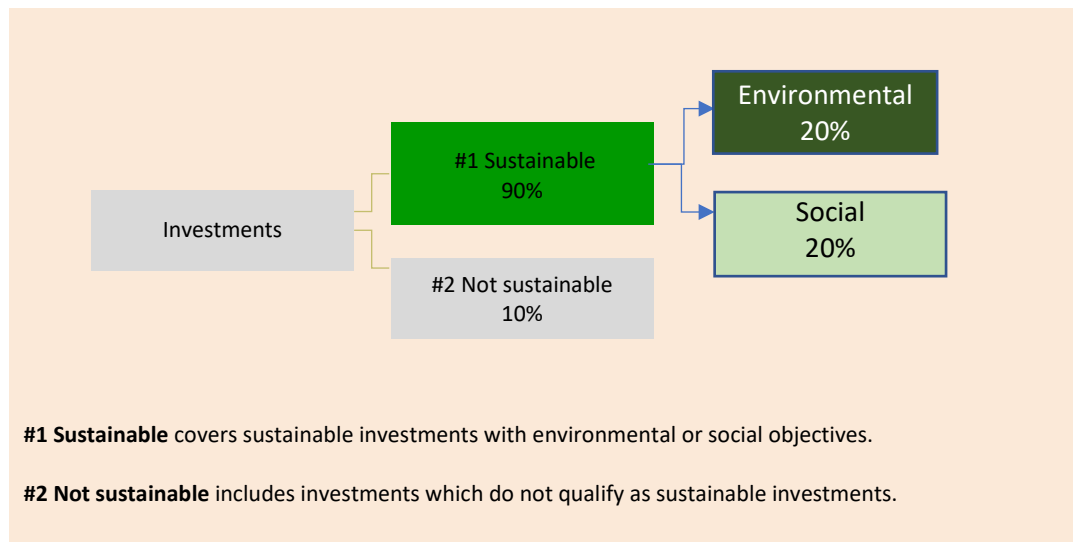 Environmental
20%
#1 Sustainable
90%
Investments
Social
20%
#2 Not sustainable
10%
#1 Sustainable covers sustainable investments with environmental or social objectives.
#2 Not sustainable includes investments which do not qualify as sustainable investments.